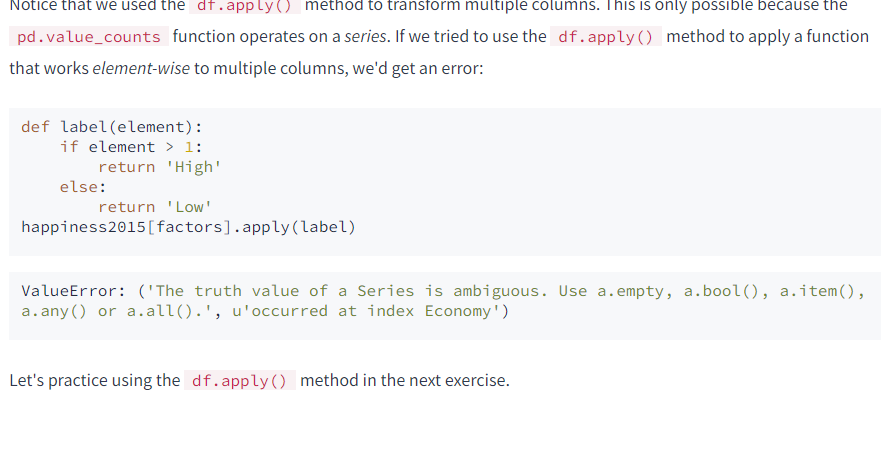 Notice that we used the df.apply() method to transform multiple columns. This is only possible because the
pd.value_counts function operates on a series. If we tried to use the df.apply() method to apply a function
that works element-wise to multiple columns, we'd get an error:
def label(element):
    if element > 1:
        return 'High'
    else:
        return 'Low'
happiness2015[factors].apply(label)
ValueError: ('The truth value of a Series is ambiguous. Use a.empty, a.bool(), a.item(),
a.any() or a.all().', u'occurred at index Economy')
Let's practice using the df.apply() method in the next exercise.